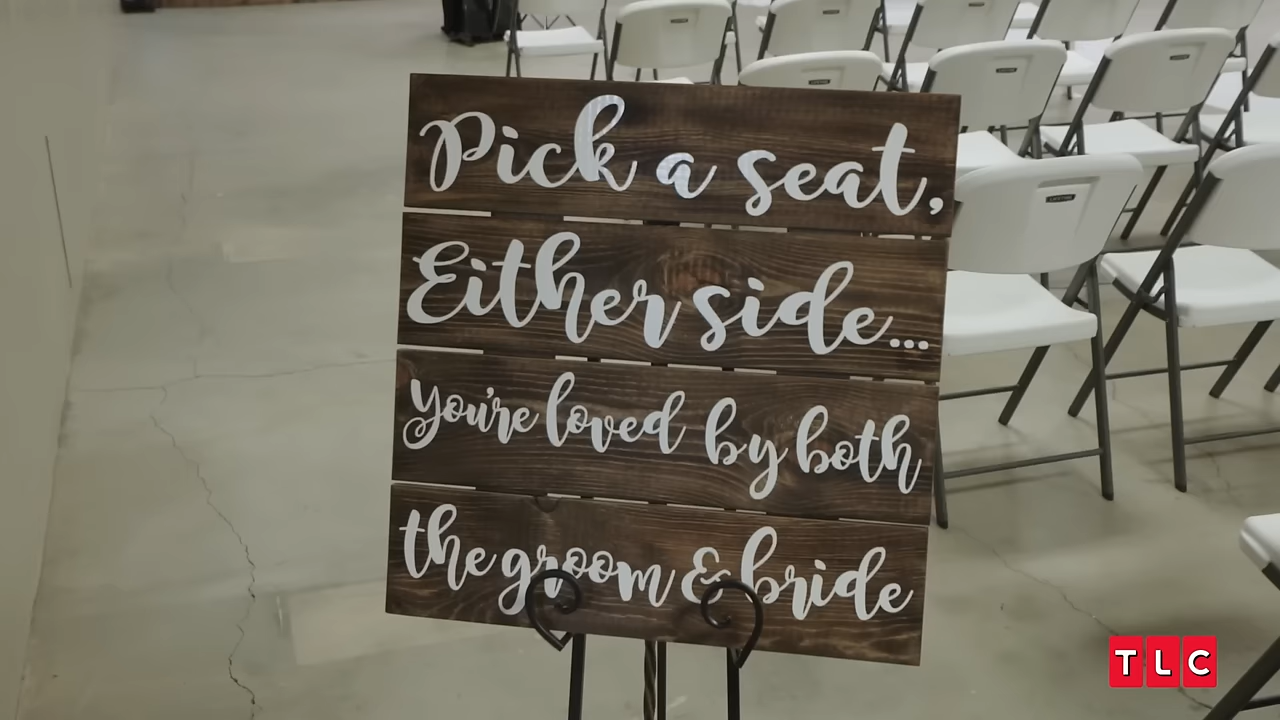 Pick a seat,
Either side...
you're loved by both
the groom & bride
TLC